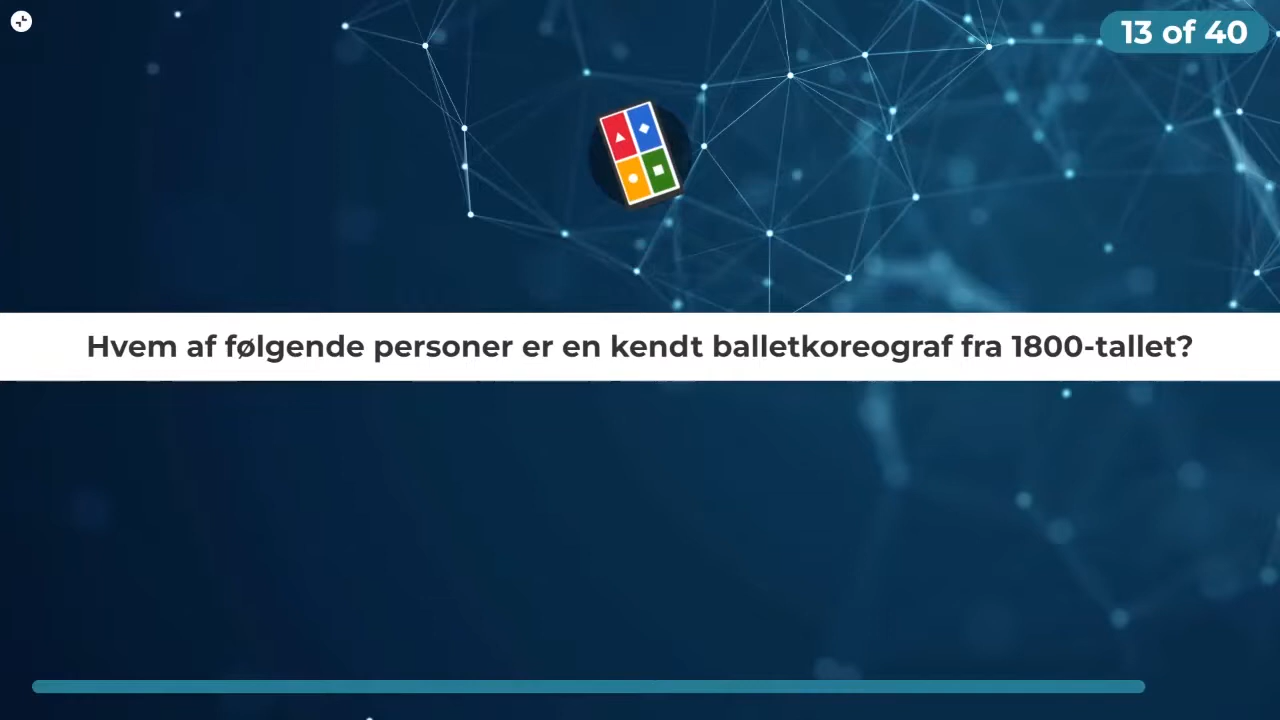 13 of 40
Hvem af følgende personer er en kendt balletkoreograf fra 1800-tallet?